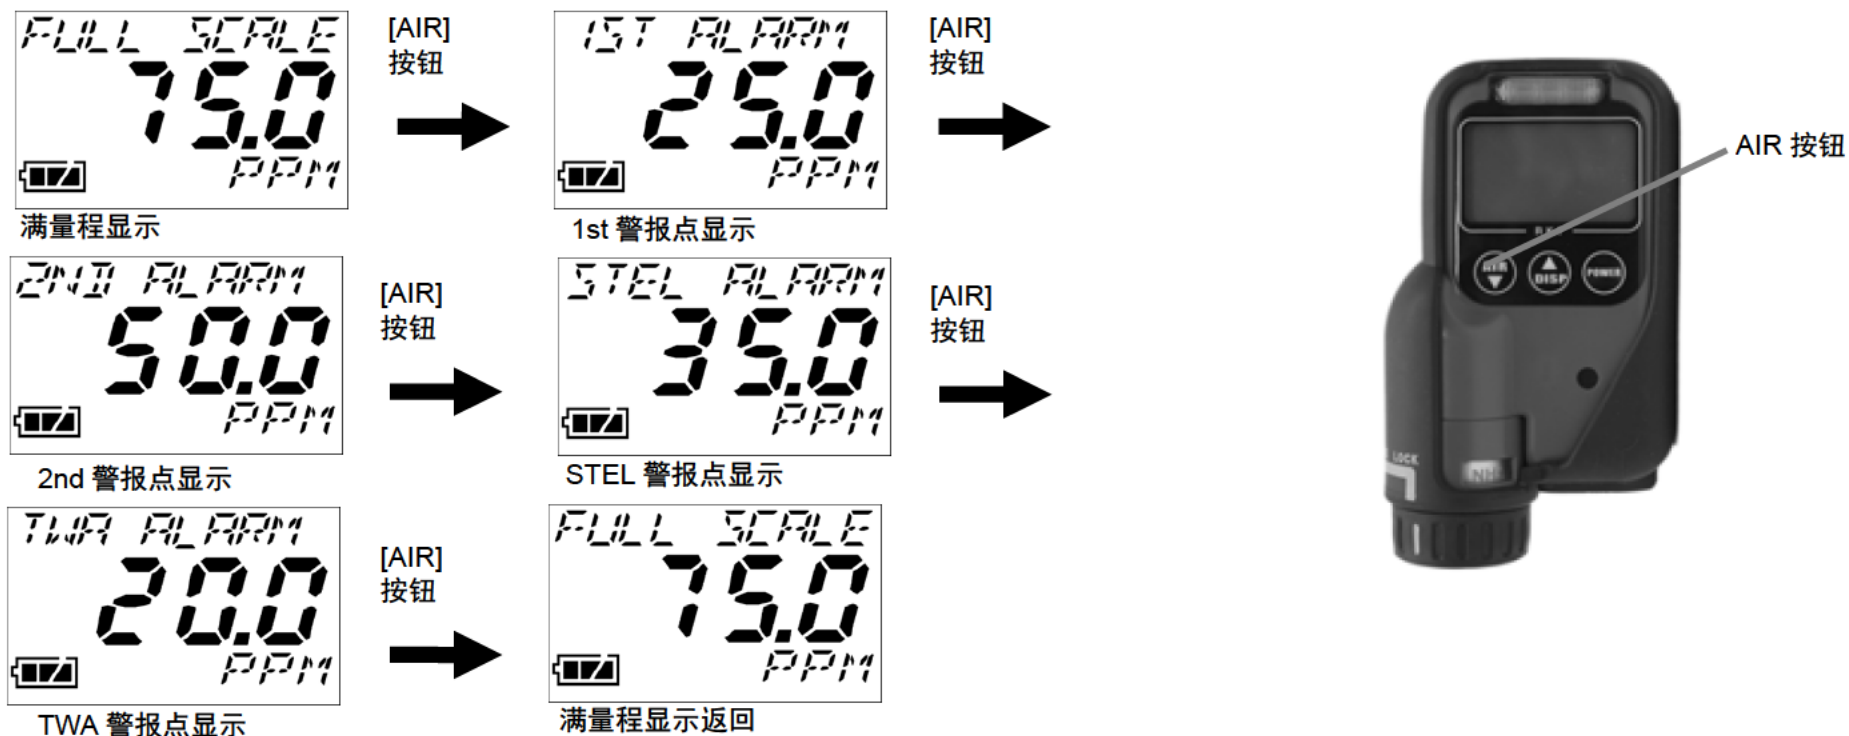 FULL SCALE
75.0
PPM
满量程显示
[AIR]
按钮
1ST ALARM
25.0
PPM
1st 警报点显示
[AIR]
按钮
2ND ALARM
50.0
PPM
2nd 警报点显示
[AIR]
按钮
STEL ALARM
35.0
PPM
STEL 警报点显示
[AIR]
按钮
TWA ALARM
20.0
PPM
TWA 警报点显示
[AIR]
按钮
FULL SCALE
75.0
PPM
满量程显示返回
AIR 按钮
AIR
DISP
POWER
LOCK